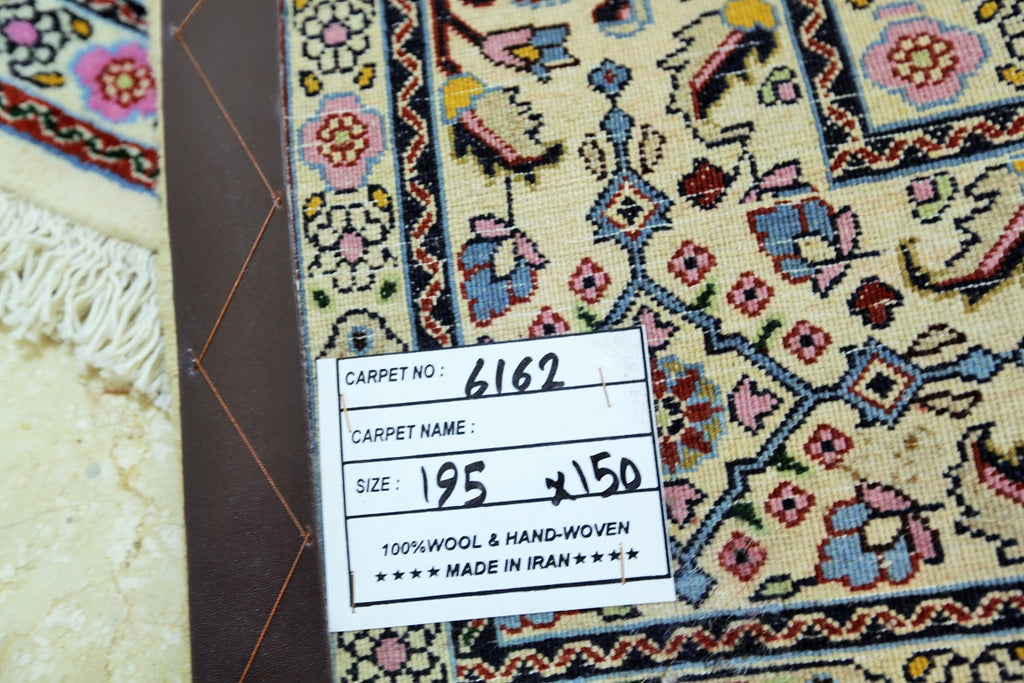 CARPET NO : 6162
CARPET NAME :
SIZE : 195 x150
100%WOOL & HAND-WOVEN
★★★★ MADE IN IRAN★★★★